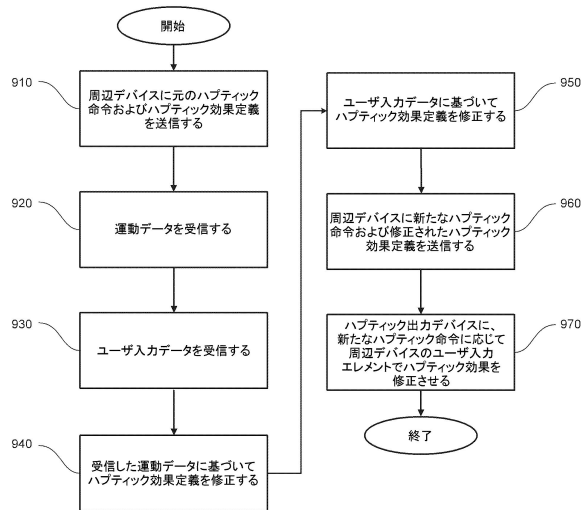 開始
910
周辺デバイスに元のハプティック
命令およびハプティック効果定義
を送信する
920
運動データを受信する
930
ユーザ入力データを受信する
940
受信した運動データに基づいて
ハプティック効果定義を修正する
950
ユーザ入力データに基づいて
ハプティック効果定義を修正する
960
周辺デバイスに新たなハプティック
命令および修正されたハプティック
効果定義を送信する
970
ハプティック出力デバイスに、
新たなハプティック命令に応じて
周辺デバイスのユーザ入力
エレメントでハプティック効果を
修正させる
終了